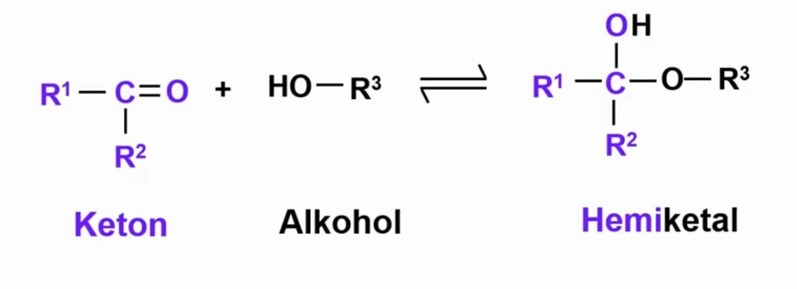 OH
R¹—C=O + HO—R³ ⇌ R¹—C—O—R³
R² R²
Keton Alkohol Hemiketal